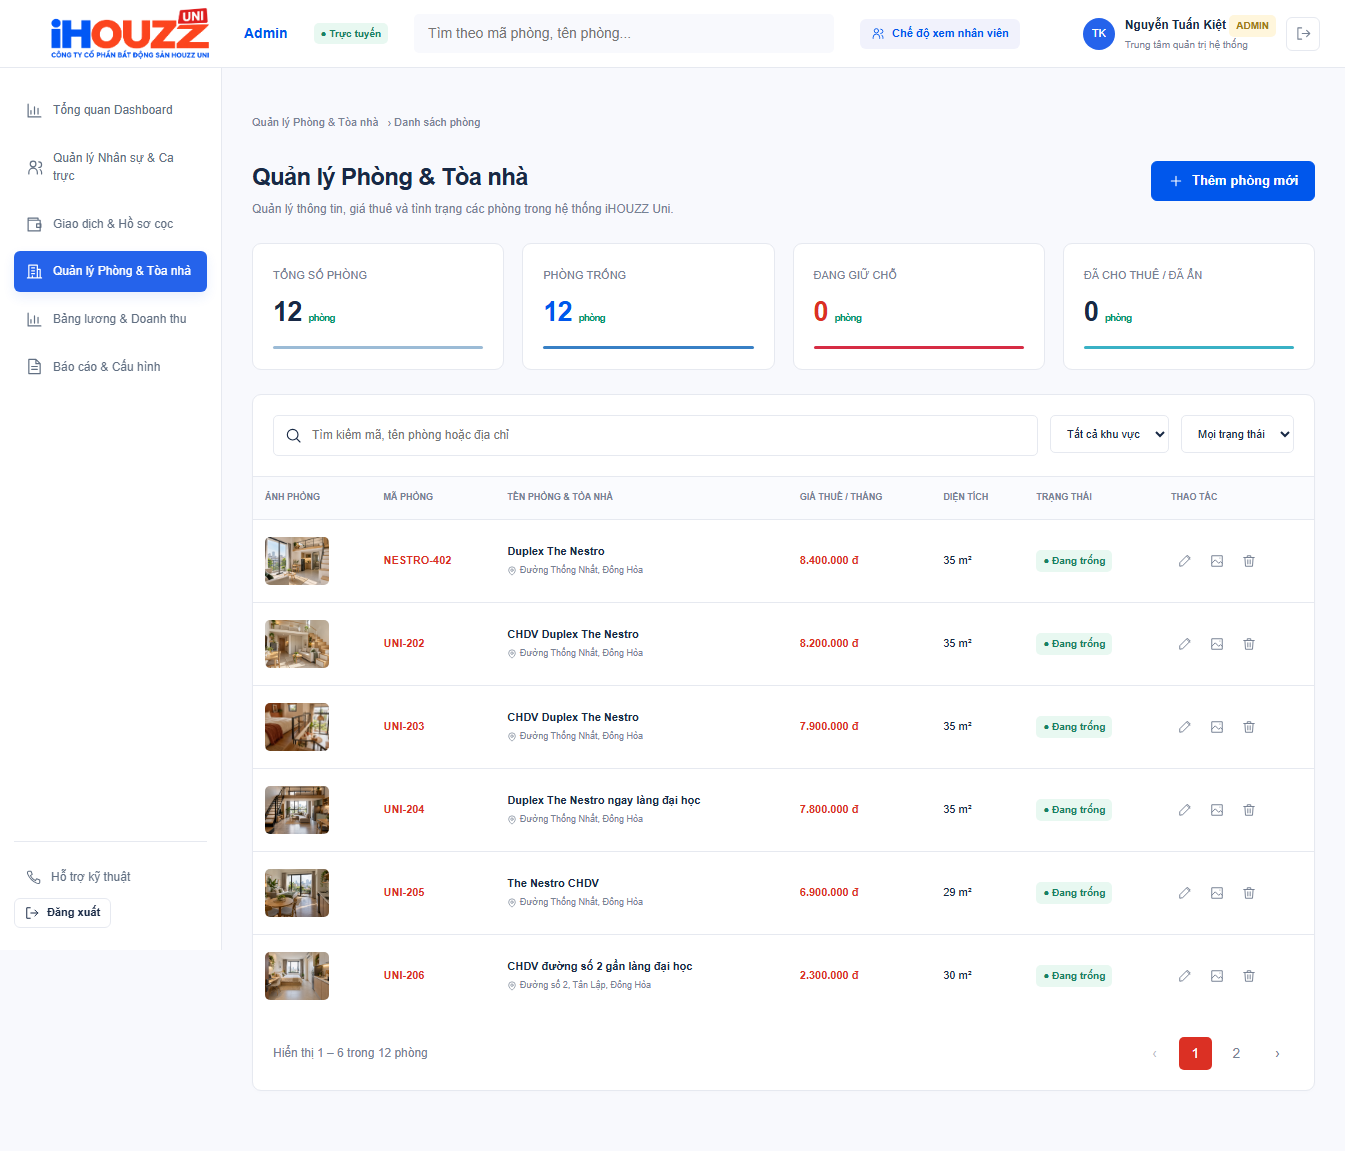 iHOUZZ UNI
CÔNG TY CỔ PHẦN BẤT ĐỘNG SẢN HOUZZ UNI
Admin
Trực tuyến
Tìm theo mã phòng, tên phòng...
Chế độ xem nhân viên
TK
Nguyễn Tuấn Kiệt ADMIN
Trung tâm quản trị hệ thống
Tổng quan Dashboard
Quản lý Nhân sự & Ca
trực
Giao dịch & Hồ sơ cọc
Quản lý Phòng & Tòa nhà
Bảng lương & Doanh thu
Báo cáo & Cấu hình
Hỗ trợ kỹ thuật
Đăng xuất
Quản lý Phòng & Tòa nhà › Danh sách phòng
Quản lý Phòng & Tòa nhà
Quản lý thông tin, giá thuê và tình trạng các phòng trong hệ thống iHOUZZ Uni.
+ Thêm phòng mới
TỔNG SỐ PHÒNG
12 phòng
PHÒNG TRỐNG
12 phòng
ĐANG GIỮ CHỖ
0 phòng
ĐÃ CHO THUÊ / ĐÃ ẨN
0 phòng
Tìm kiếm mã, tên phòng hoặc địa chỉ
Tất cả khu vực
Mọi trạng thái
ẢNH PHÒNG MÃ PHÒNG TÊN PHÒNG & TÒA NHÀ GIÁ THUÊ / THÁNG DIỆN TÍCH TRẠNG THÁI THAO TÁC
NESTRO-402 Duplex The Nestro 8.400.000 đ 35 m² Đang trống
Đường Thống Nhất, Đông Hòa
UNI-202 CHDV Duplex The Nestro 8.200.000 đ 35 m² Đang trống
Đường Thống Nhất, Đông Hòa
UNI-203 CHDV Duplex The Nestro 7.900.000 đ 35 m² Đang trống
Đường Thống Nhất, Đông Hòa
UNI-204 Duplex The Nestro ngay làng đại học 7.800.000 đ 35 m² Đang trống
Đường Thống Nhất, Đông Hòa
UNI-205 The Nestro CHDV 6.900.000 đ 29 m² Đang trống
Đường Thống Nhất, Đông Hòa
UNI-206 CHDV đường số 2 gần làng đại học 2.300.000 đ 30 m² Đang trống
Đường số 2, Tân Lập, Đông Hòa
Hiển thị 1 – 6 trong 12 phòng
‹ 1 2 ›